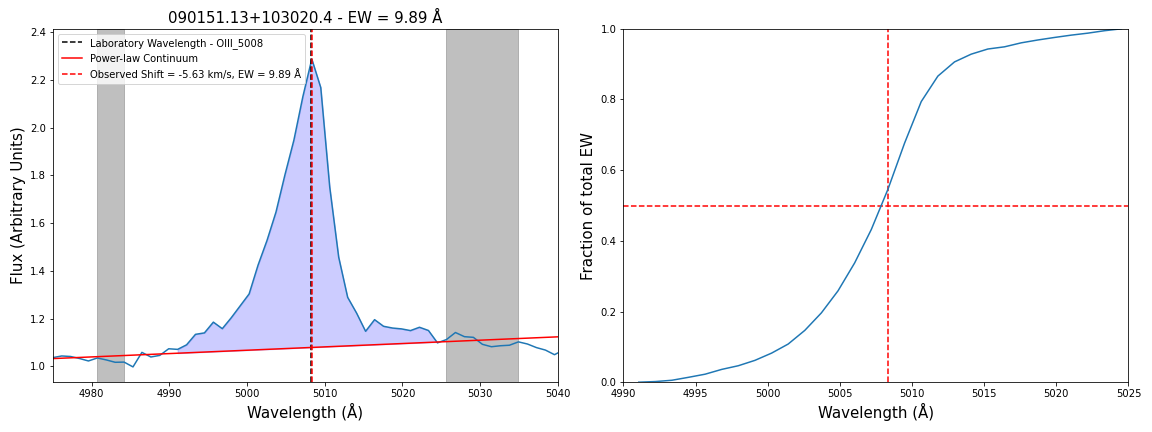 090151.13+103020.4 - EW = 9.89 Å
Laboratory Wavelength - OIII_5008
Power-law Continuum
Observed Shift = -5.63 km/s, EW = 9.89 Å
Flux (Arbitrary Units)
2.4
2.2
2.0
1.8
1.6
1.4
1.2
1.0
4980 4990 5000 5010 5020 5030 5040
Wavelength (Å)
Fraction of total EW
1.0
0.8
0.6
0.4
0.2
0.0
4990 4995 5000 5005 5010 5015 5020 5025
Wavelength (Å)